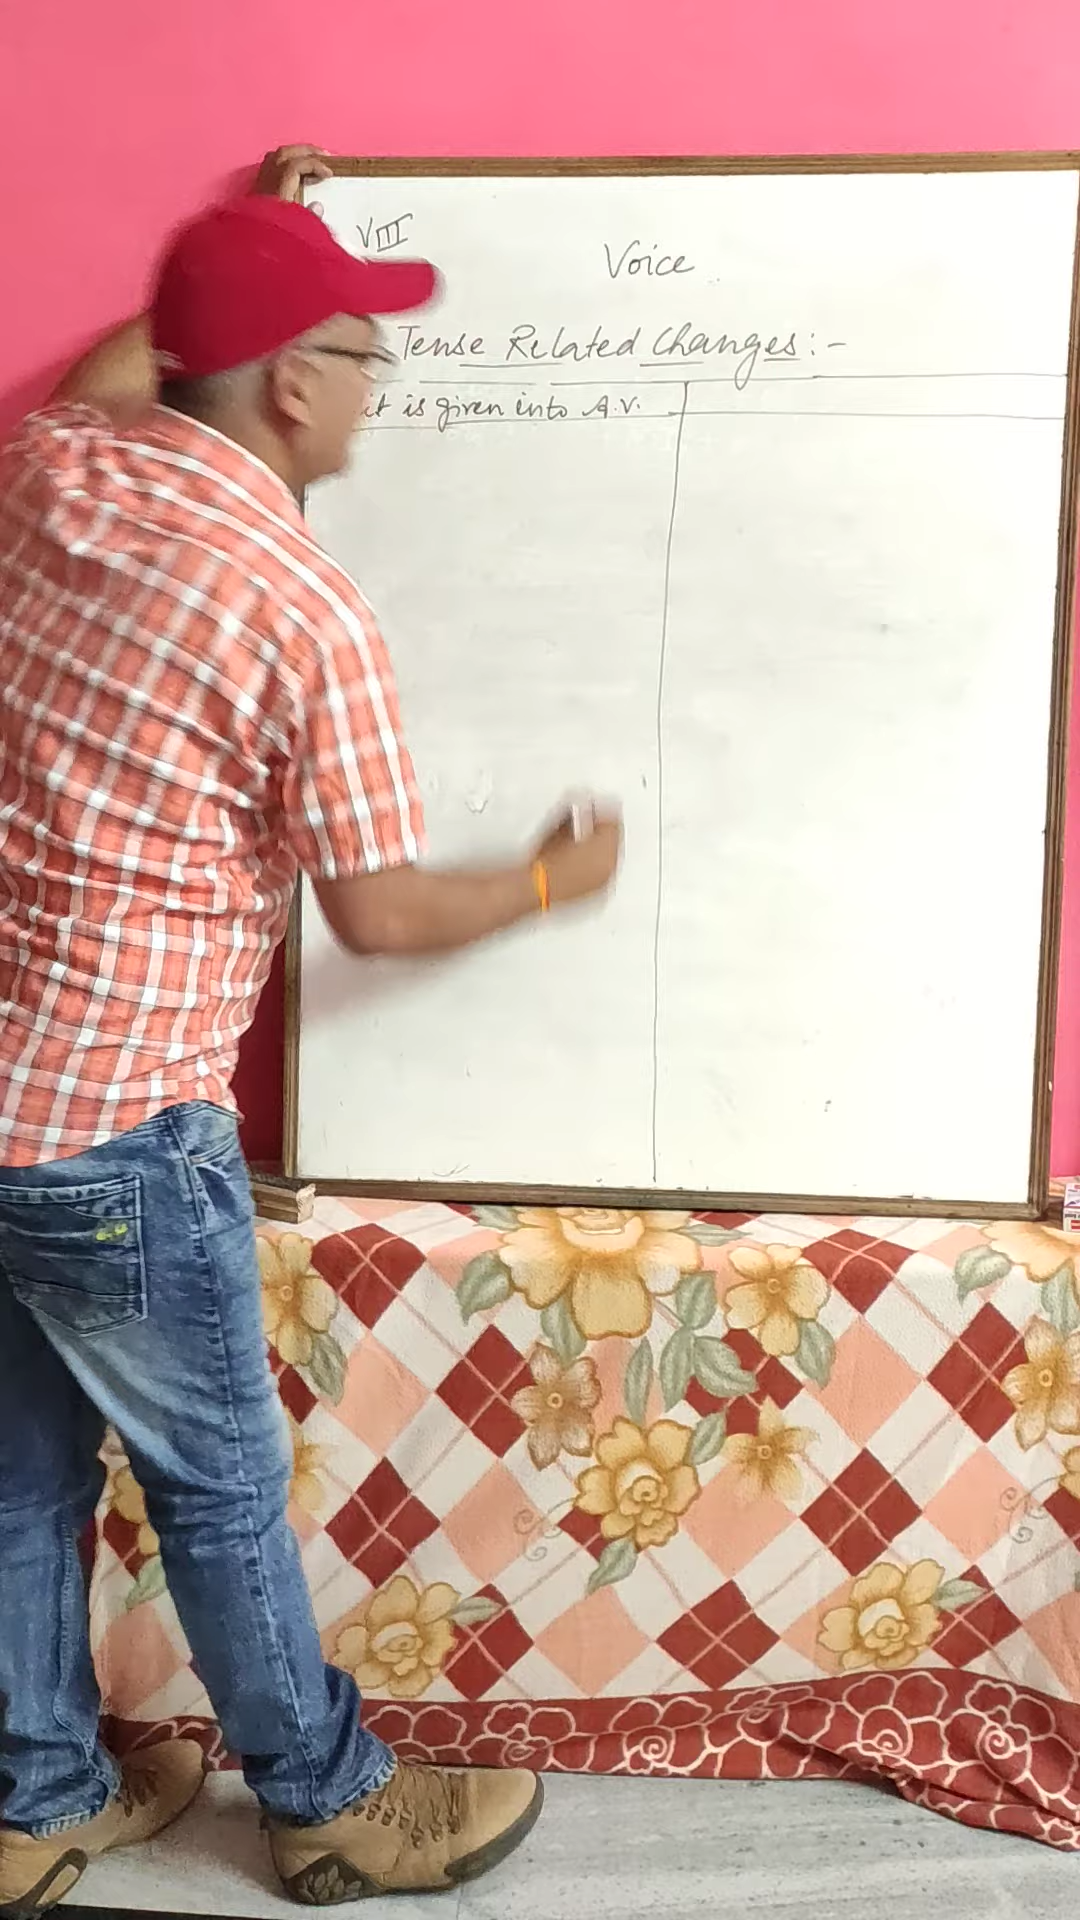 VIII
Voice
Tense Related Changes:-
it is given into A.V.